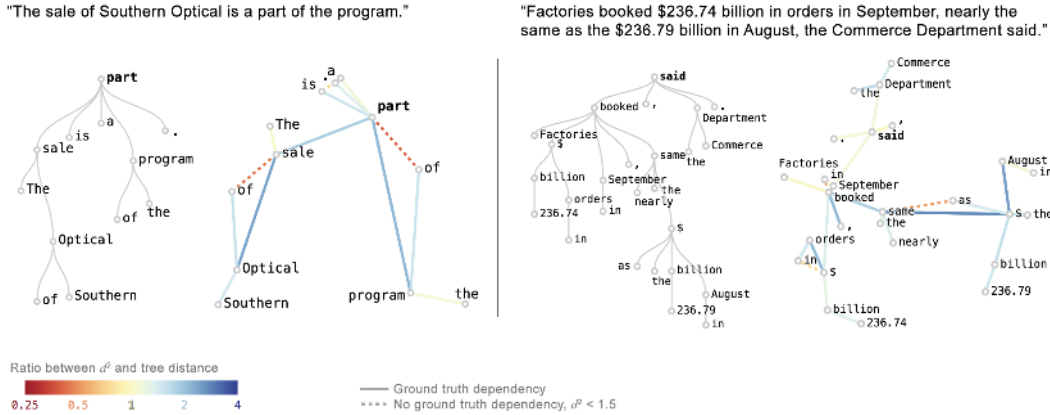 "The sale of Southern Optical is a part of the program."
"Factories booked $236.74 billion in orders in September, nearly the
same as the $236.79 billion in August, the Commerce Department said."
part
sale
is
a
.
program
The
of
the
Optical
of
Southern
a
.
is
part
The
sale
of
of
Optical
Southern
program
the
said
booked
,
.
Department
Factories
$
same
the
Commerce
,
billion
September
the
nearly
orders
in
236.74
in
$
as
the
billion
August
236.79
in
Commerce
Department
the
,
.
said
Factories
in
September
booked
August
in
as
same
the
nearly
$
the
,
orders
in
$
billion
236.79
billion
236.74
Ratio between d² and tree distance
0.25 0.5 1 2 4
Ground truth dependency
No ground truth dependency, d² < 1.5